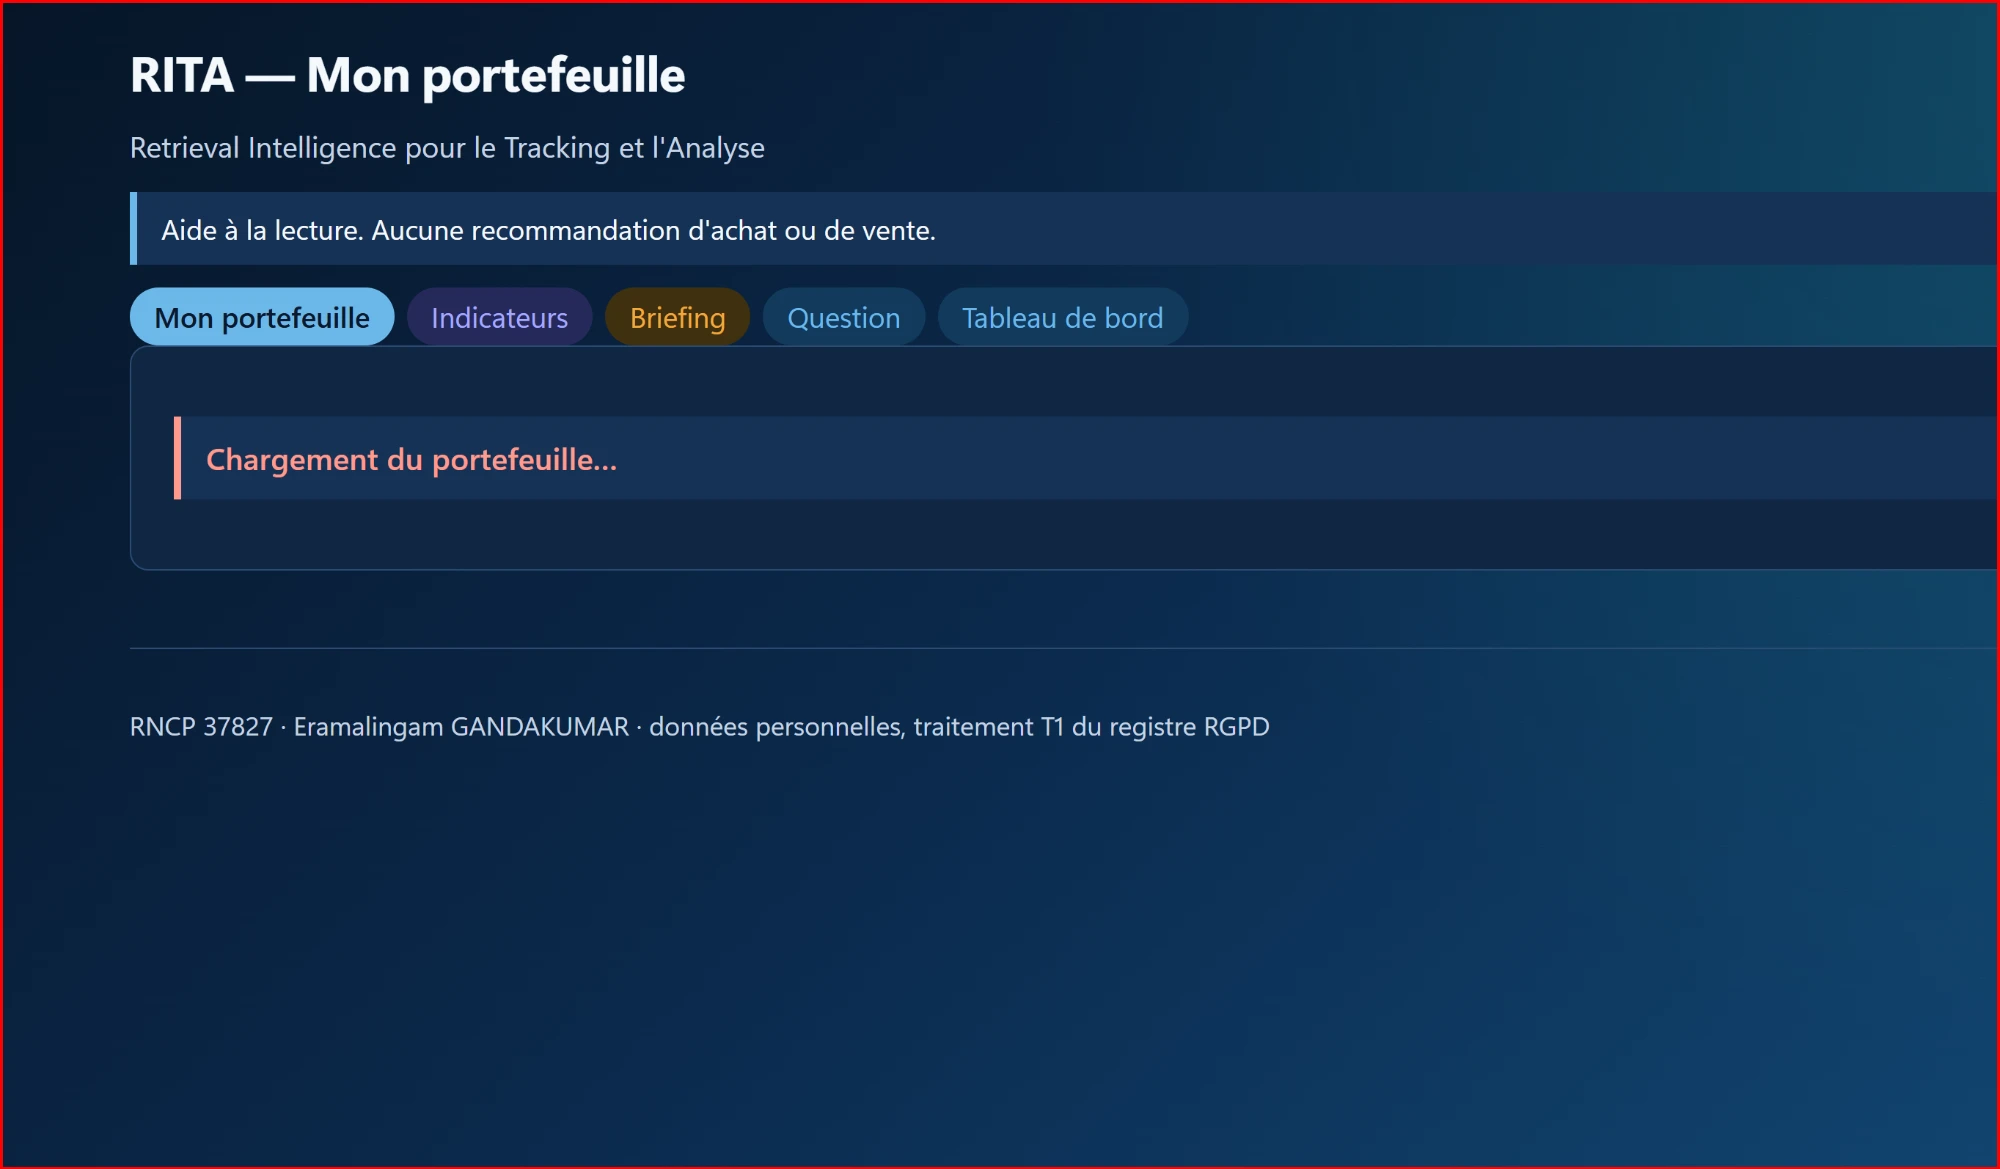 RITA — Mon portefeuille
Retrieval Intelligence pour le Tracking et l'Analyse
Aide à la lecture. Aucune recommandation d'achat ou de vente.
Mon portefeuille Indicateurs Briefing Question Tableau de bord
Chargement du portefeuille...
RNCP 37827 · Eramalingam GANDAKUMAR · données personnelles, traitement T1 du registre RGPD